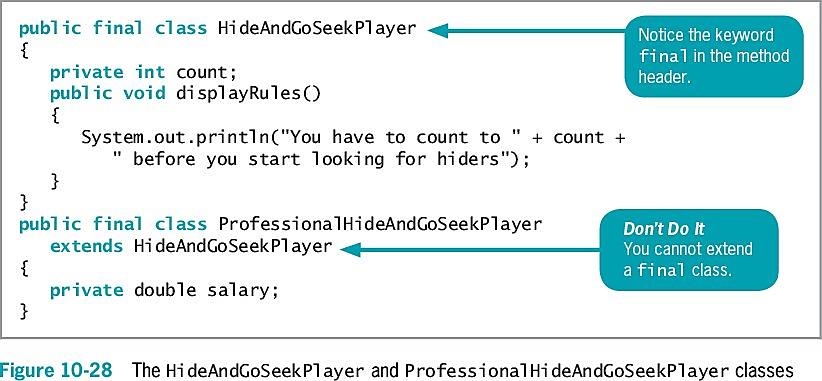 public final class HideAndGoSeekPlayer
Notice the keyword
final in the method
header.
{
private int count;
public void displayRules()
{
System.out.println("You have to count to " + count +
" before you start looking for hiders");
}
}
public final class ProfessionalHideAndGoSeekPlayer
extends HideAndGoSeekPlayer
Don't Do It
You cannot extend
a final class.
{
private double salary;
}
Figure 10-28 The HideAndGoSeekPlayer and ProfessionalHideAndGoSeekPlayer classes